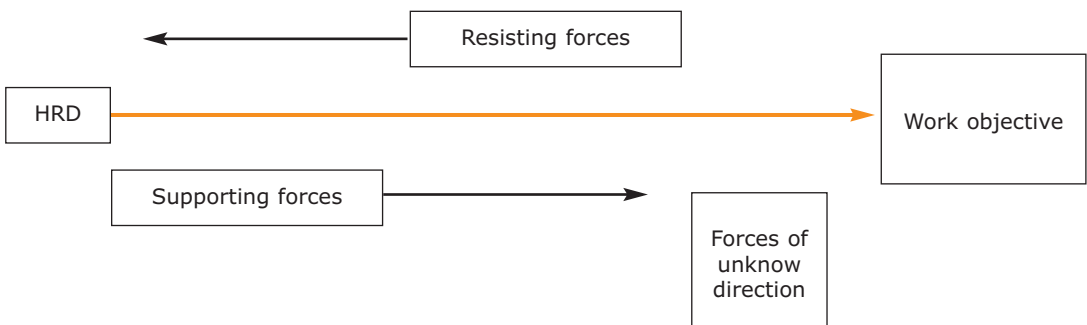 Resisting forces
HRD
Work objective
Supporting forces
Forces of
unknow
direction